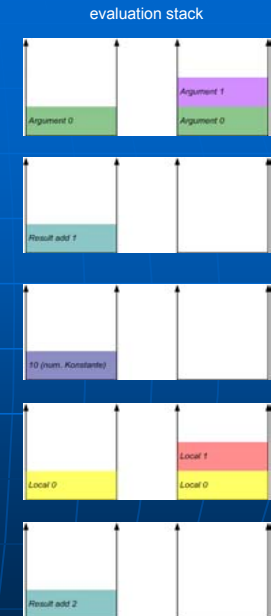 evaluation stack
Argument 1
Argument 0
Argument 0
Result add 1
10 (num. Konstante)
Local 1
Local 0
Local 0
Result add 2